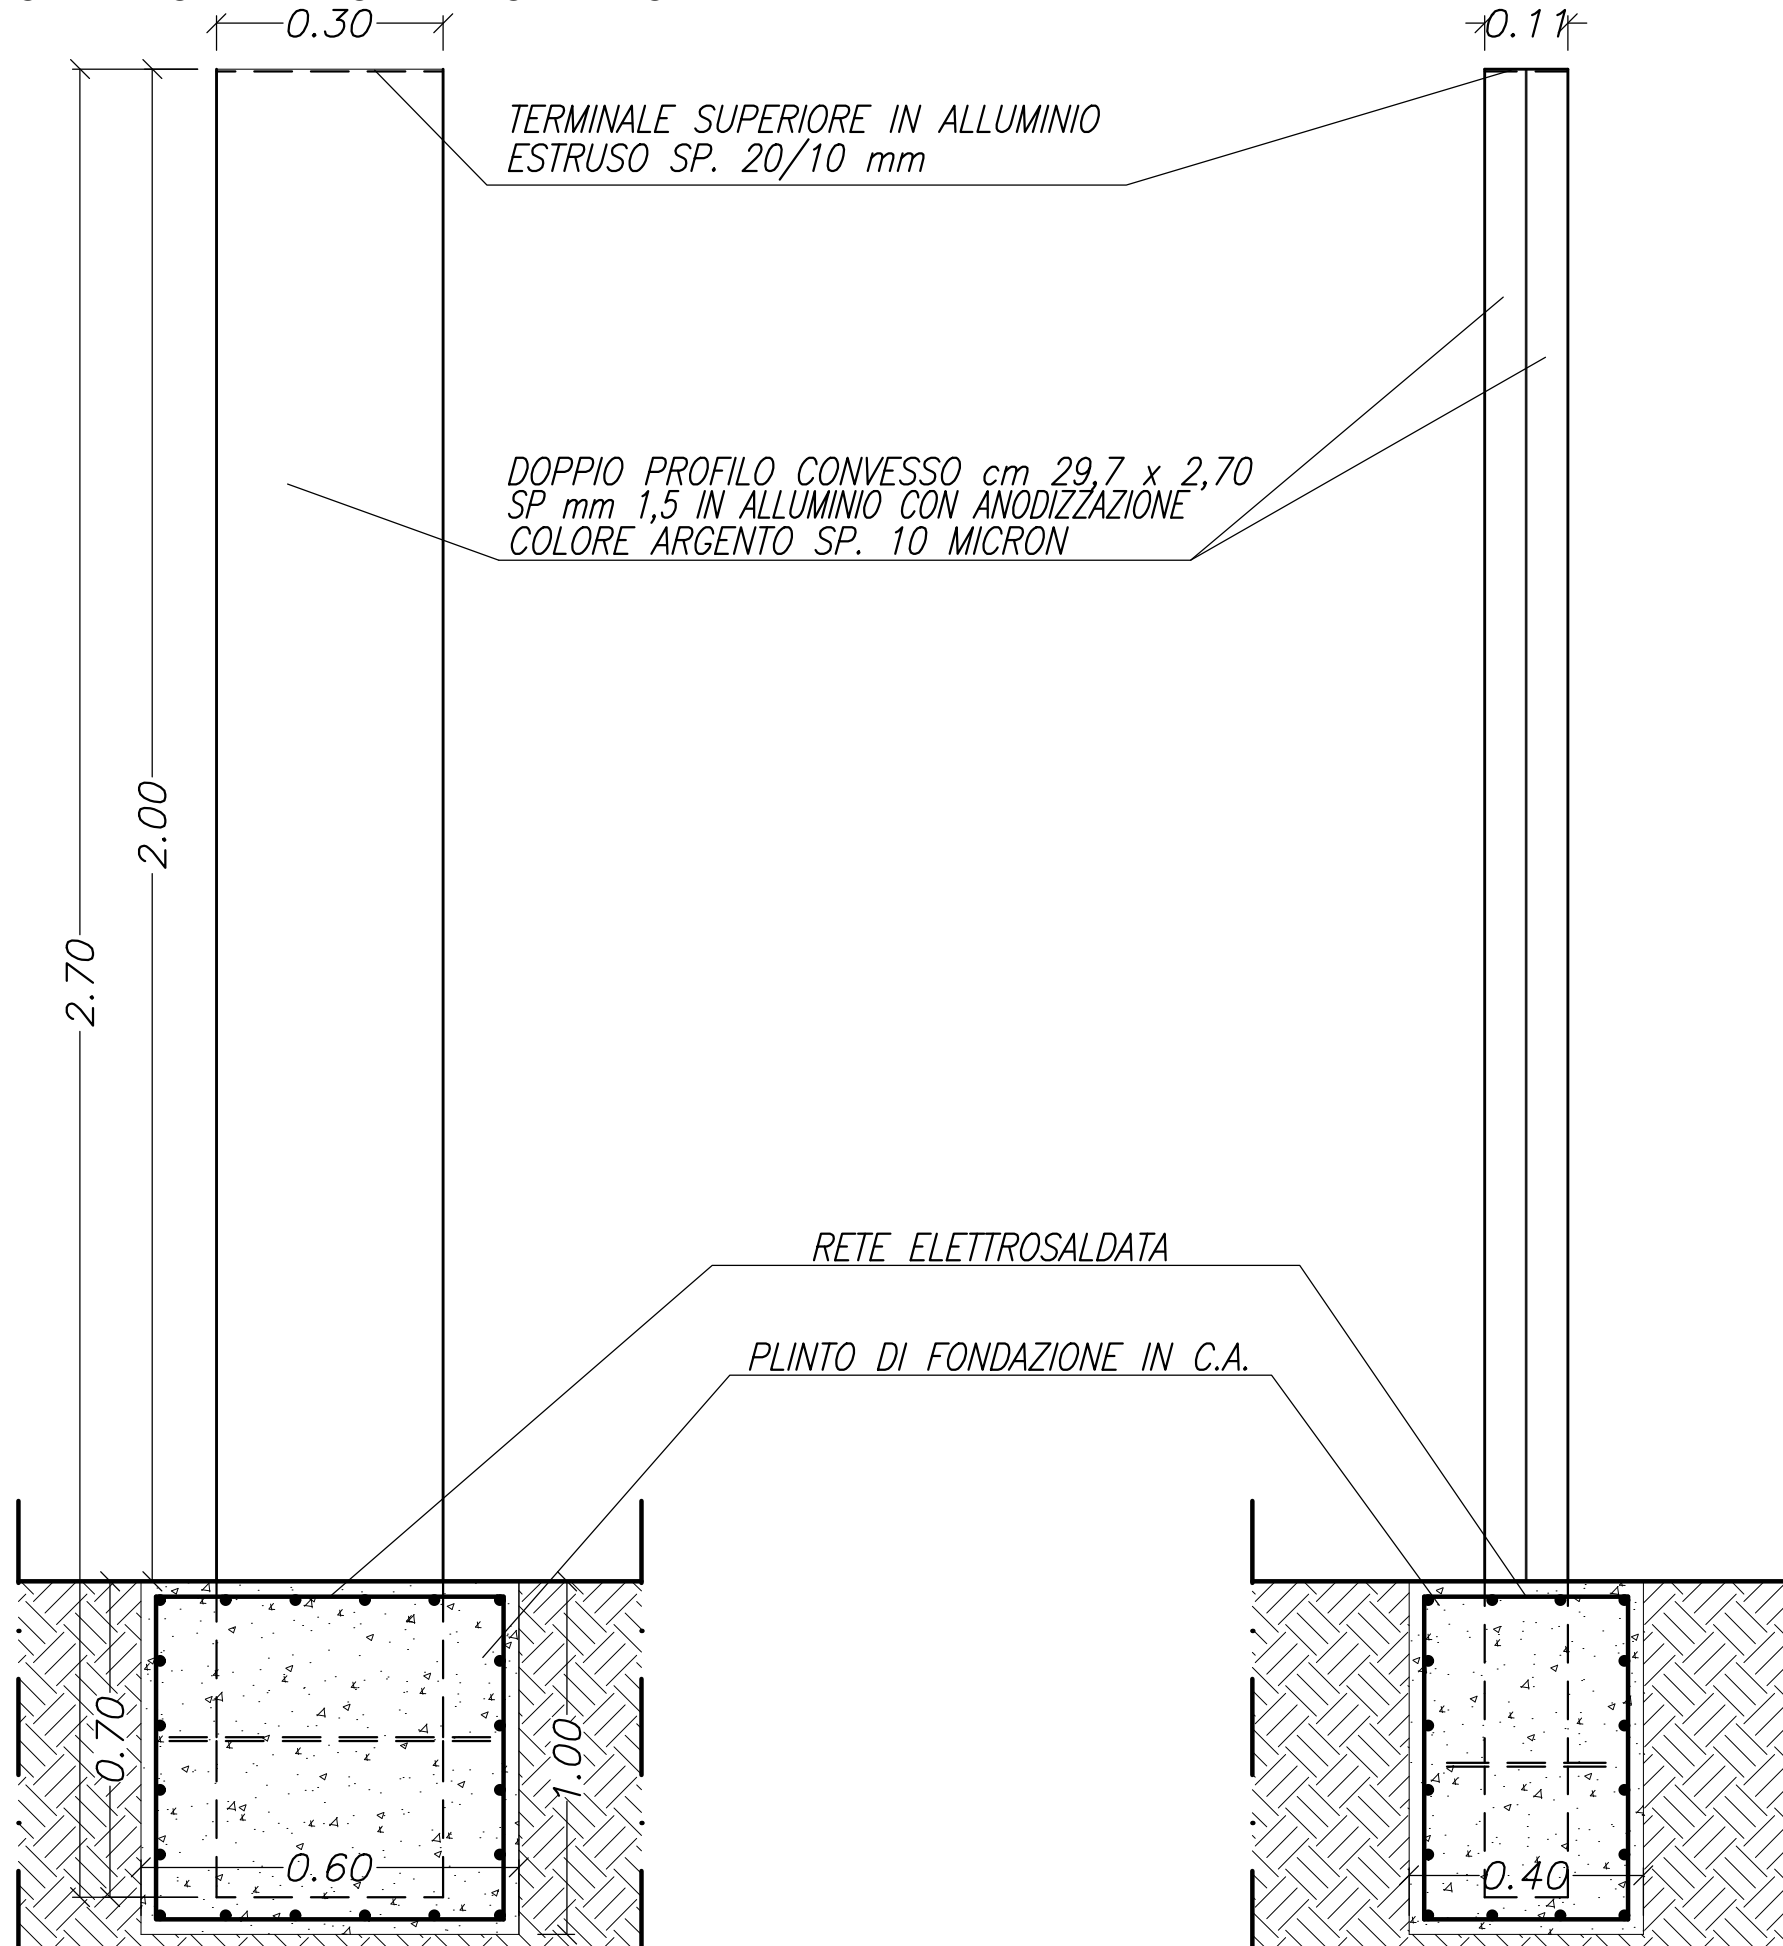 0.30
0.11
TERMINALE SUPERIORE IN ALLUMINIO
ESTRUSO SP. 20/10 mm
DOPPIO PROFILO CONVESSO cm 29,7 x 2,70
SP mm 1,5 IN ALLUMINIO CON ANODIZZAZIONE
COLORE ARGENTO SP. 10 MICRON
2.00
2.70
RETE ELETTROSALDATA
PLINTO DI FONDAZIONE IN C.A.
0.70
1.00
0.60
0.40